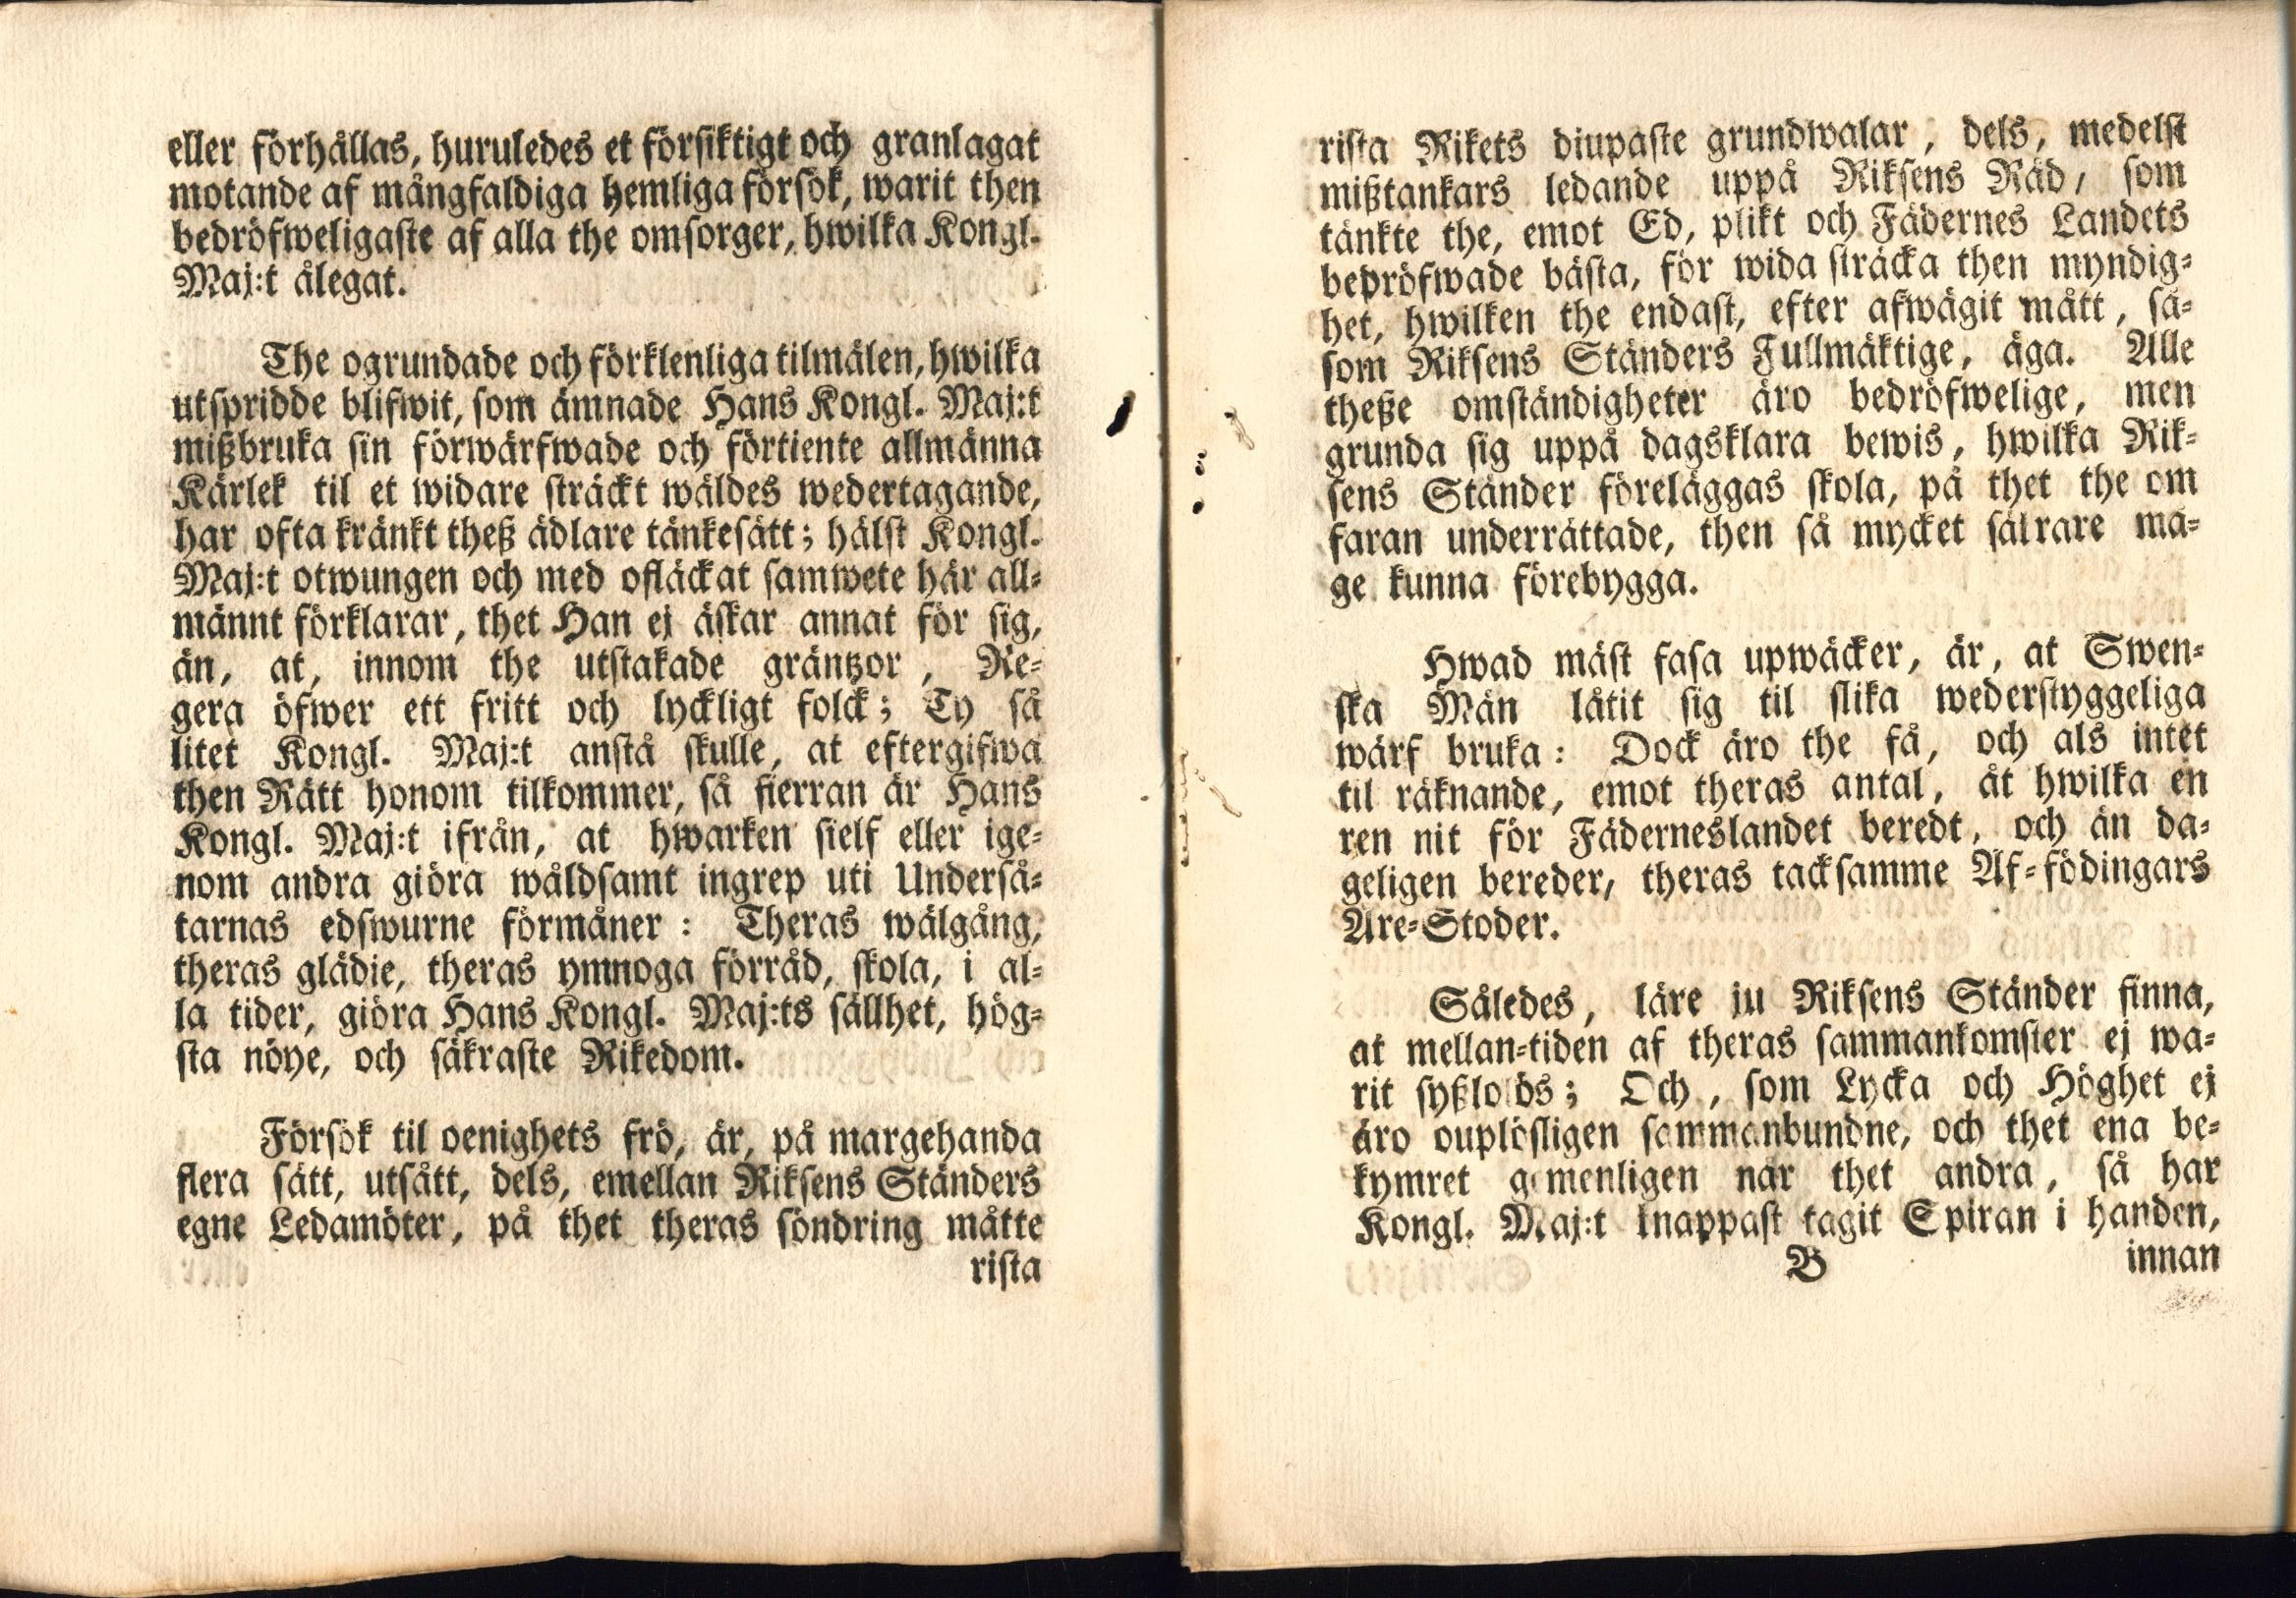 eller förhållas, huruledes et försiktigt och granlagat
motande af mångfaldiga hemliga försök, warit then
bedröfweligaste af alla the omsorger, hwilka Kongl.
Maj:t ålegat.
The ogrundade och förklenliga tilmälen, hwilka
utspridde blifwit, som ämnade Hans Kongl. Maj:t
mißbruka sin förwärfwade och förtiente allmänna
Kärlek til et widare sträckt wäldes wedertagande,
har ofta kränkt theß ädlare tänkesätt; hälst Kongl.
Maj:t otwungen och med ofläckat samwete här all-
männt förklarar, thet Han ej äskar annat för sig,
än, at, innom the utstakade gräntzor, Re-
gera öfwer ett fritt och lyckligt folck; Ty så
litet Kongl. Maj:t anstå skulle, at eftergifwa
then Rätt honom tilkommer, så fierran är Hans
Kongl. Maj:t ifrån, at hwarken sielf eller ige-
nom andra giöra wåldsamt ingrep uti Underså-
tarnas edswurne förmåner: Theras wälgång,
theras glädie, theras ymnoga förråd, skola, i al-
la tider, giöra Hans Kongl. Maj:ts sällhet, hög-
sta nöye, och säkraste Rikedom.
Försök til oenighets frö, är, på margehanda
flera sätt, utsått, dels, emellan Riksens Ständers
egne Ledamöter, på thet theras söndring måtte
rista
rista Rikets diupaste grundwalar, dels, medelst
mißtankars ledande uppå Riksens Råd, som
tänkte the, emot Ed, plikt och Fädernes Landets
bepröfwade bästa, för wida sträcka then myndig-
het, hwilken the endast, efter afwägit mått, så-
som Riksens Ständers Fullmäktige, äga. Alle
theße omständigheter äro bedröfwelige, men
grunda sig uppå dagsklara bewis, hwilka Rik-
sens Ständer föreläggas skola, på thet the om
faran underrättade, then så mycket säkrare må-
ge kunna förebygga.
Hwad mäst fasa upwäcker, är, at Swen-
ska Män låtit sig til slika wederstyggeliga
wärf bruka: Dock äro the få, och als intet
til räknande, emot theras antal, åt hwilka en
ren nit för Fäderneslandet beredt, och än da-
geligen bereder, theras tacksamme Af-födingars
Äre-Stoder.
Således, läre ju Riksens Ständer finna,
at mellan-tiden af theras sammankomster ej wa-
rit syßlolös; Och, som Lycka och Höghet ej
äro ouplösligen sammanbundne, och thet ena be-
kymret gemenligen när thet andra, så har
Kongl. Maj:t knappast tagit Spiran i handen,
B innan